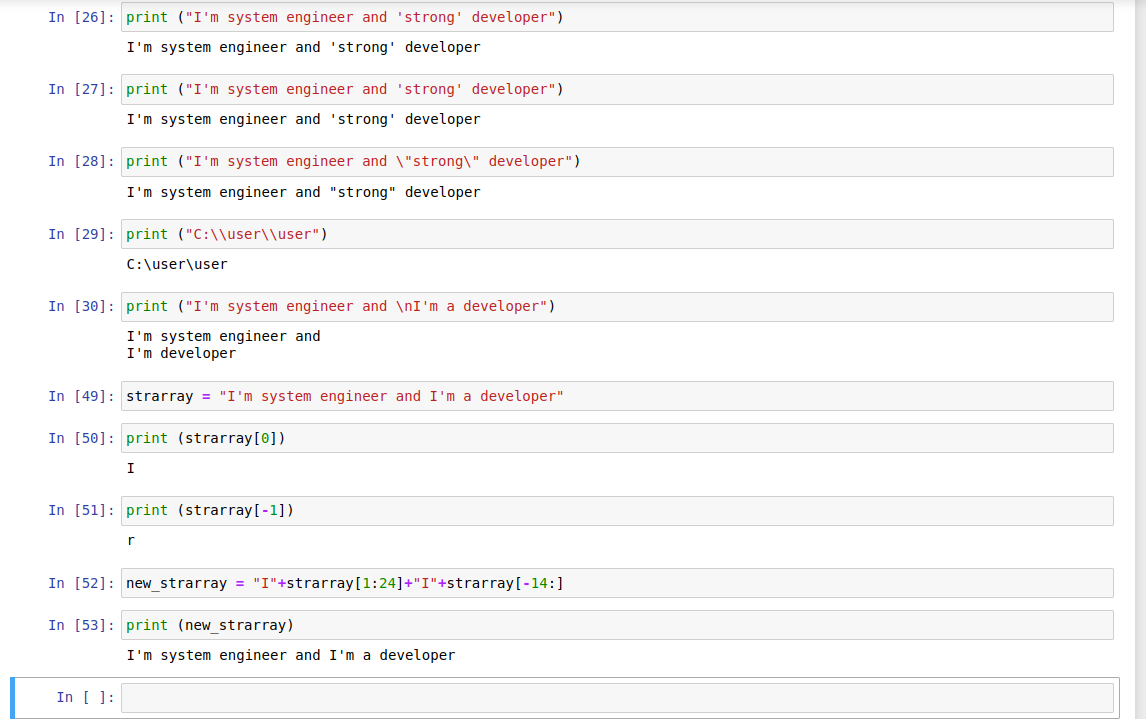 In [26]: print ("I'm system engineer and 'strong' developer")
I'm system engineer and 'strong' developer
In [27]: print ("I'm system engineer and 'strong' developer")
I'm system engineer and 'strong' developer
In [28]: print ("I'm system engineer and \"strong\" developer")
I'm system engineer and "strong" developer
In [29]: print ("C:\\user\\user")
C:\user\user
In [30]: print ("I'm system engineer and \nI'm a developer")
I'm system engineer and
I'm developer
In [49]: strarray = "I'm system engineer and I'm a developer"
In [50]: print (strarray[0])
I
In [51]: print (strarray[-1])
r
In [52]: new_strarray = "I"+strarray[1:24]+"I"+strarray[-14:]
In [53]: print (new_strarray)
I'm system engineer and I'm a developer
In [ ]: